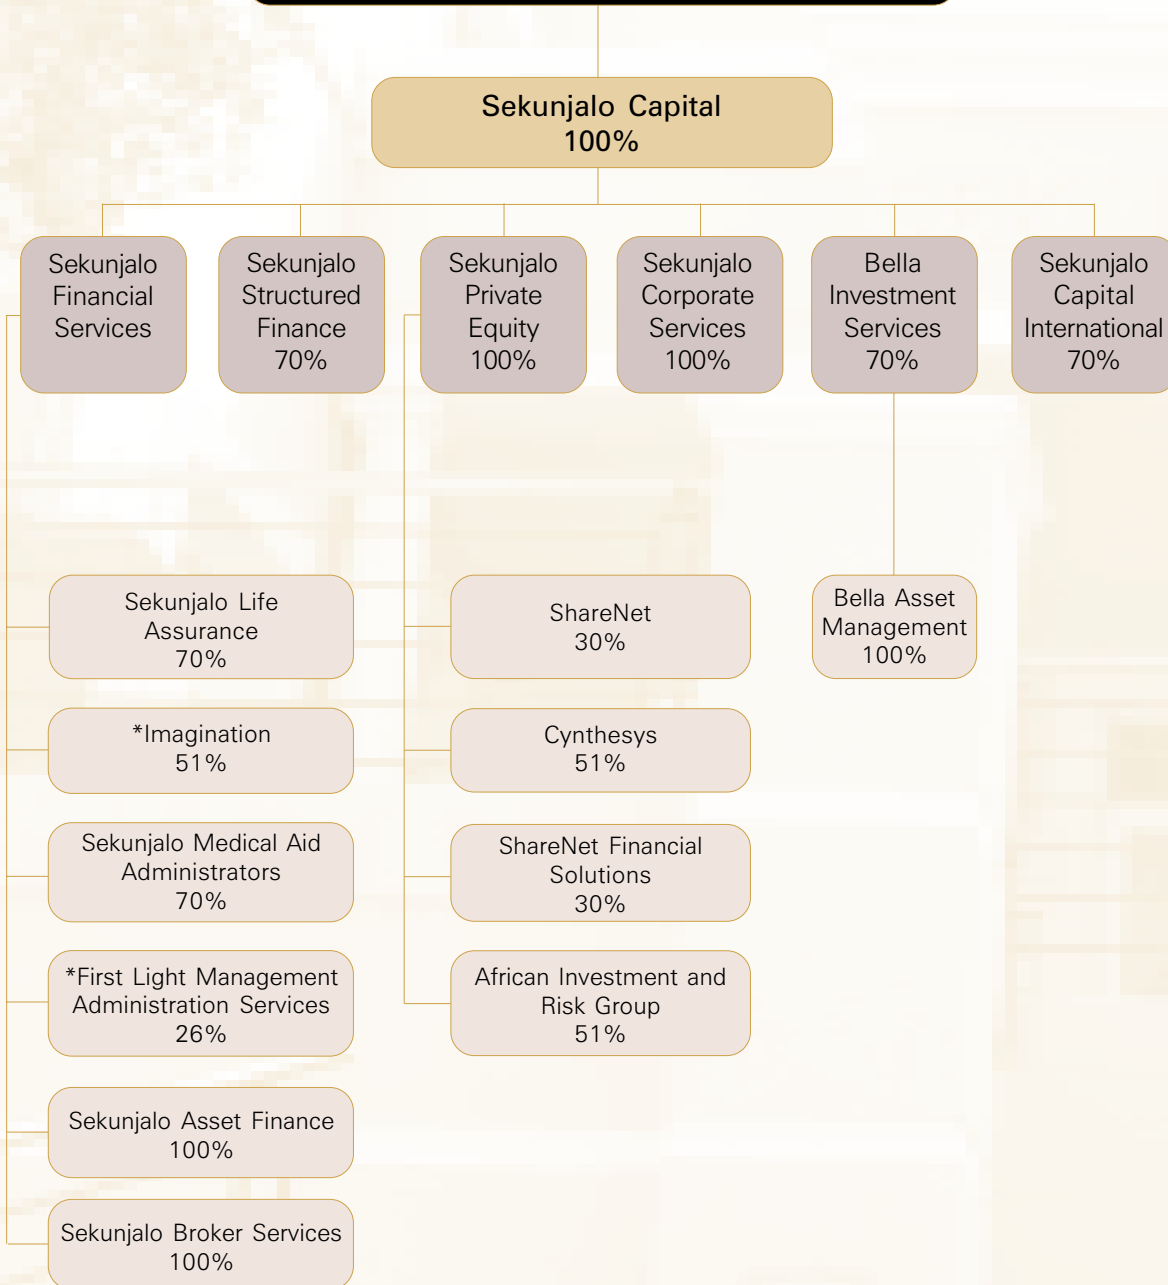 Sekunjalo Capital
100%
Sekunjalo
Financial
Services
Sekunjalo
Structured
Finance
70%
Sekunjalo
Private
Equity
100%
Sekunjalo
Corporate
Services
100%
Bella
Investment
Services
70%
Sekunjalo
Capital
International
70%
Sekunjalo Life
Assurance
70%
*Imagination
51%
Sekunjalo Medical Aid
Administrators
70%
*First Light Management
Administration Services
26%
Sekunjalo Asset Finance
100%
Sekunjalo Broker Services
100%
ShareNet
30%
Cynthesys
51%
ShareNet Financial
Solutions
30%
African Investment and
Risk Group
51%
Bella Asset
Management
100%